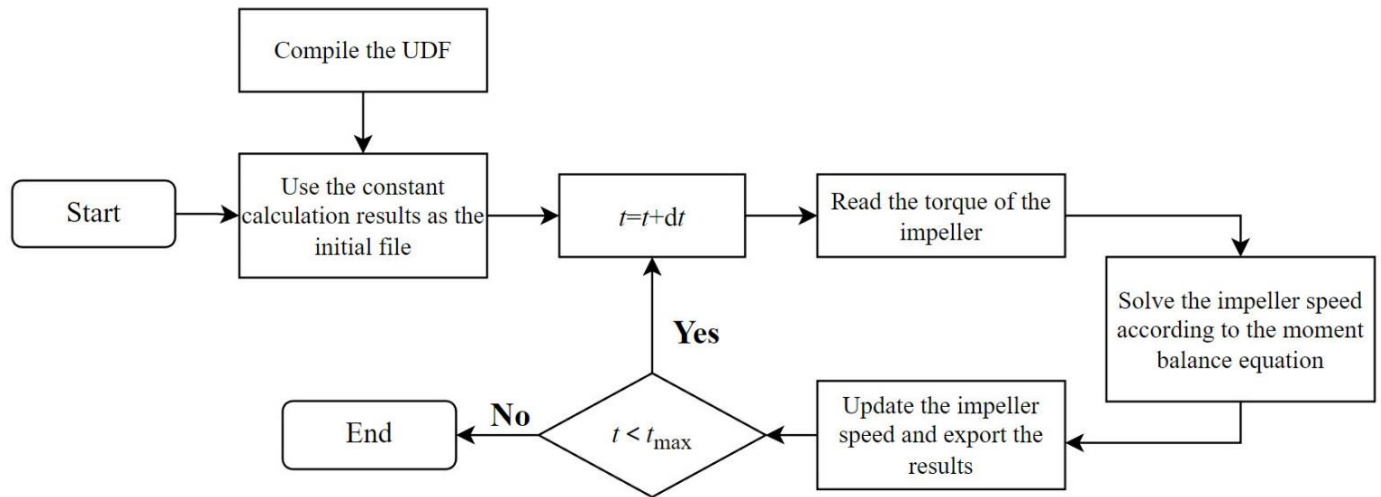 Compile the UDF
Start
Use the constant
calculation results as the
initial file
t=t+dt
Read the torque of the
impeller
Solve the impeller speed
according to the moment
balance equation
Update the impeller
speed and export the
results
t < tmax
Yes
No
End